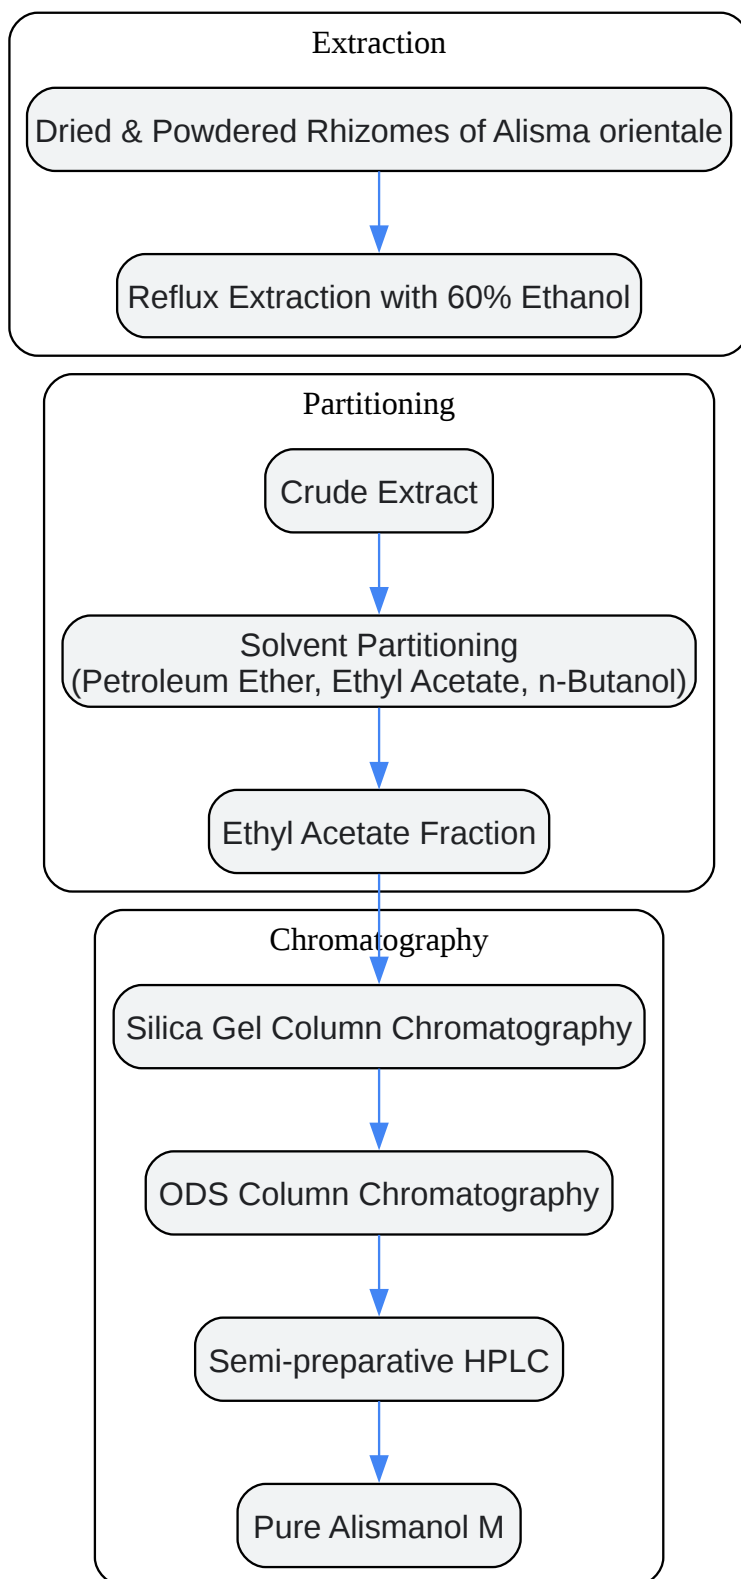 Extraction
Dried & Powdered Rhizomes of Alisma orientale
Reflux Extraction with 60% Ethanol
Partitioning
Crude Extract
Solvent Partitioning
(Petroleum Ether, Ethyl Acetate, n-Butanol)
Ethyl Acetate Fraction
Chromatography
Silica Gel Column Chromatography
ODS Column Chromatography
Semi-preparative HPLC
Pure Alismanol M